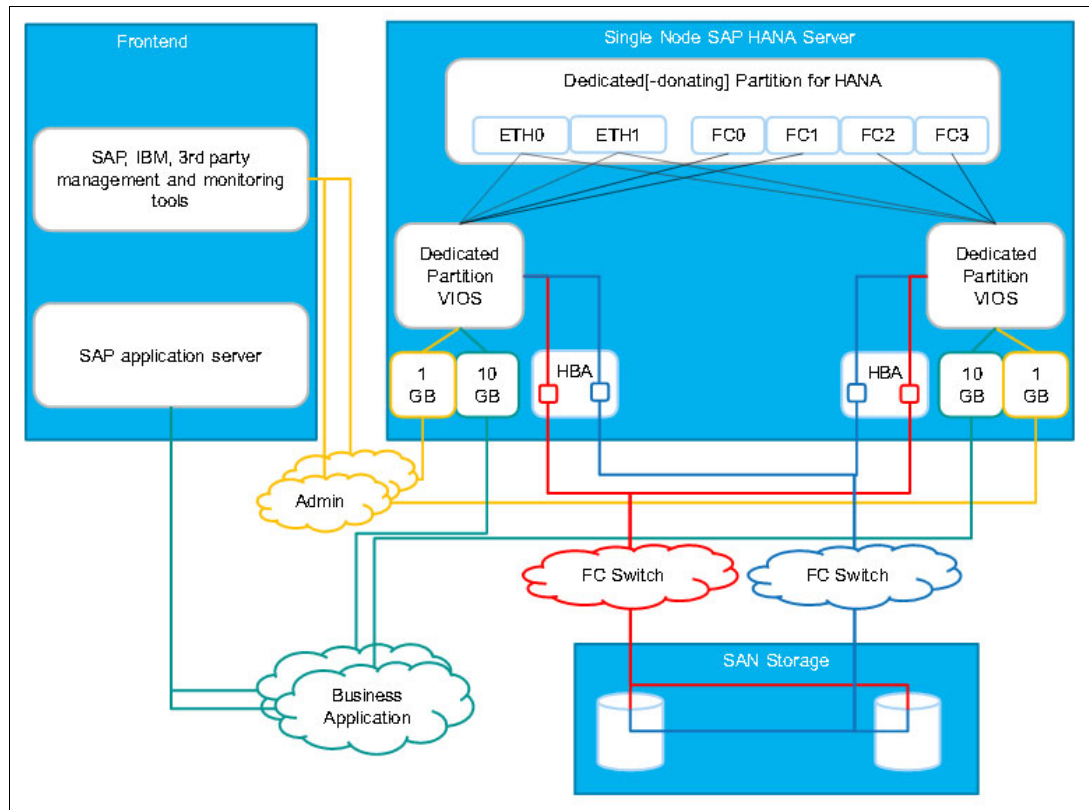 Frontend
SAP, IBM, 3rd party
management and monitoring
tools
SAP application server
Single Node SAP HANA Server
Dedicated[-donating] Partition for HANA
ETH0
ETH1
FC0
FC1
FC2
FC3
Dedicated
Partition
VIOS
Dedicated
Partition
VIOS
1
GB
10
GB
HBA
HBA
10
GB
1
GB
Admin
FC Switch
FC Switch
Business
Application
SAN Storage